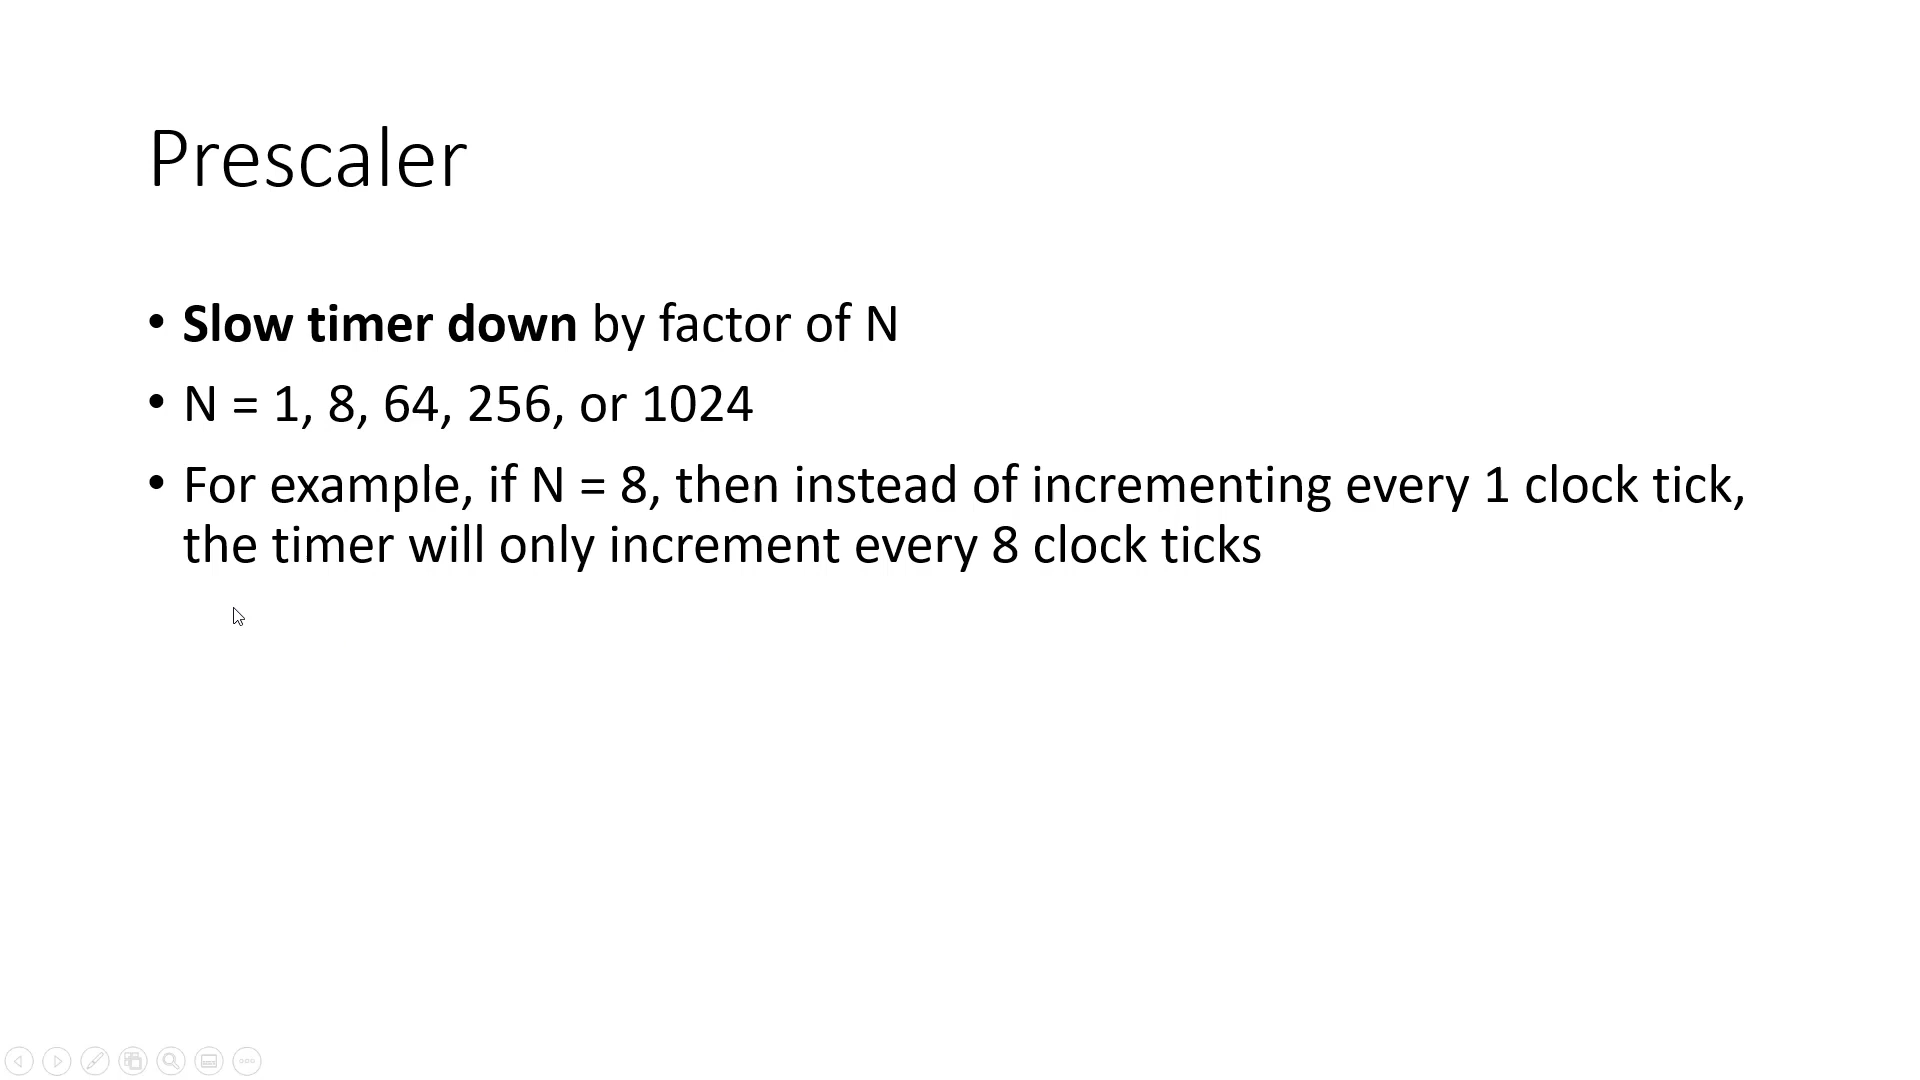 Prescaler
• Slow timer down by factor of N
• N = 1, 8, 64, 256, or 1024
• For example, if N = 8, then instead of incrementing every 1 clock tick,
the timer will only increment every 8 clock ticks